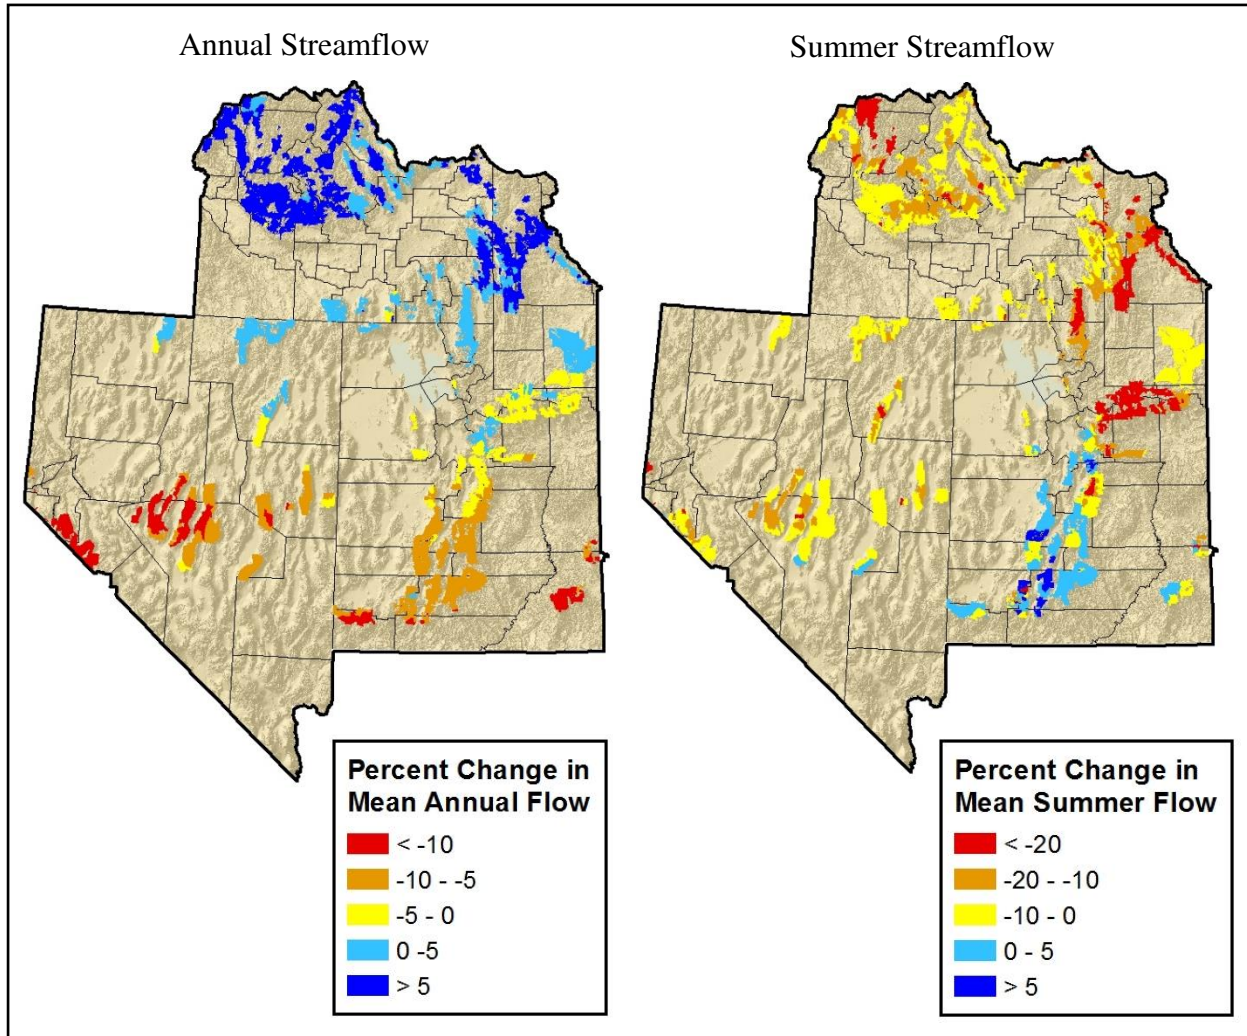 Annual Streamflow
Summer Streamflow
Percent Change in
Mean Annual Flow
< -10
-10 - -5
-5 - 0
0 -5
> 5
Percent Change in
Mean Summer Flow
< -20
-20 - -10
-10 - 0
0 - 5
> 5